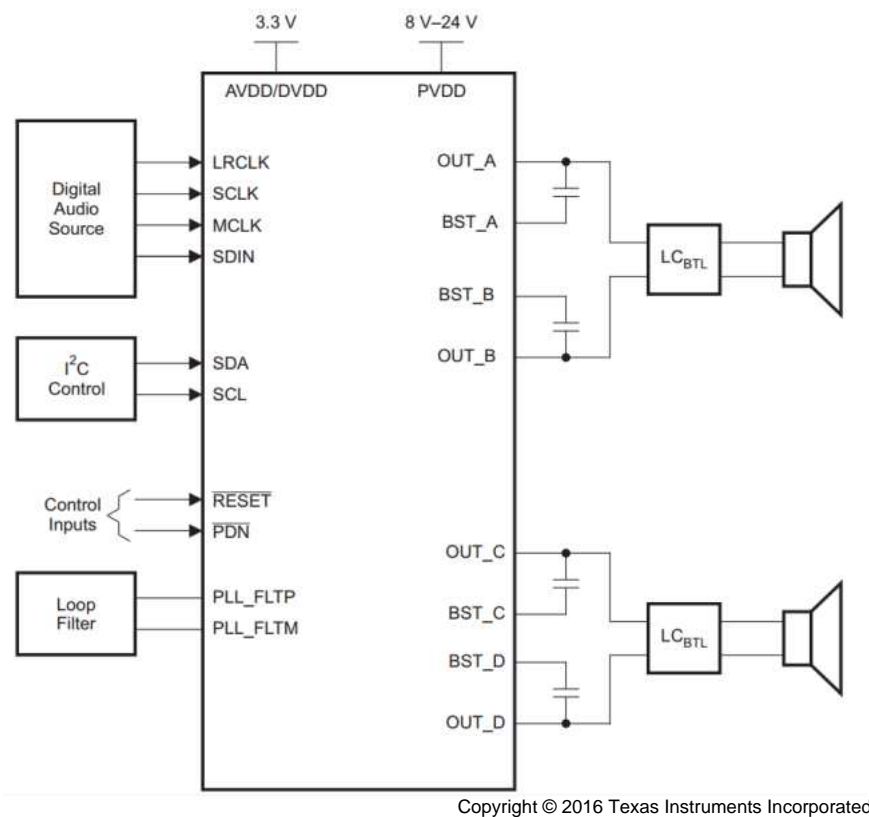 3.3 V
8 V–24 V
AVDD/DVDD
PVDD
Digital
Audio
Source
LRCLK
SCLK
MCLK
SDIN
OUT_A
BST_A
BST_B
OUT_B
LC_BTL
I²C
Control
SDA
SCL
Control
Inputs
RESET
PDN
Loop
Filter
PLL_FLTP
PLL_FLTM
OUT_C
BST_C
BST_D
OUT_D
LC_BTL
Copyright © 2016 Texas Instruments Incorporated